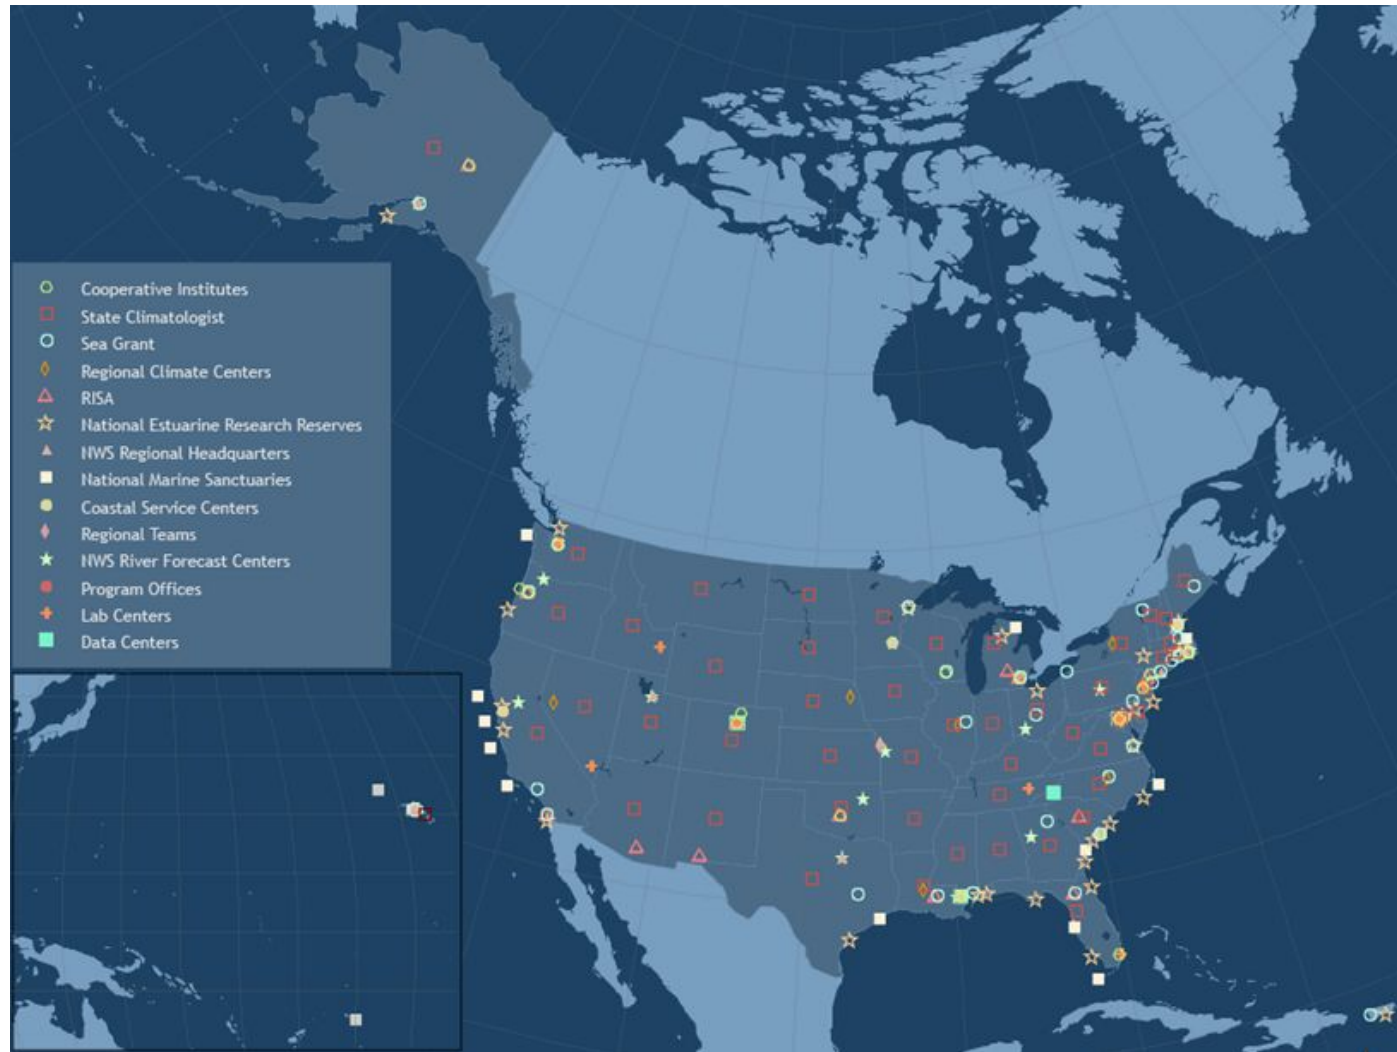 Cooperative Institutes
State Climatologist
Sea Grant
Regional Climate Centers
RISA
National Estuarine Research Reserves
NWS Regional Headquarters
National Marine Sanctuaries
Coastal Service Centers
Regional Teams
NWS River Forecast Centers
Program Offices
Lab Centers
Data Centers